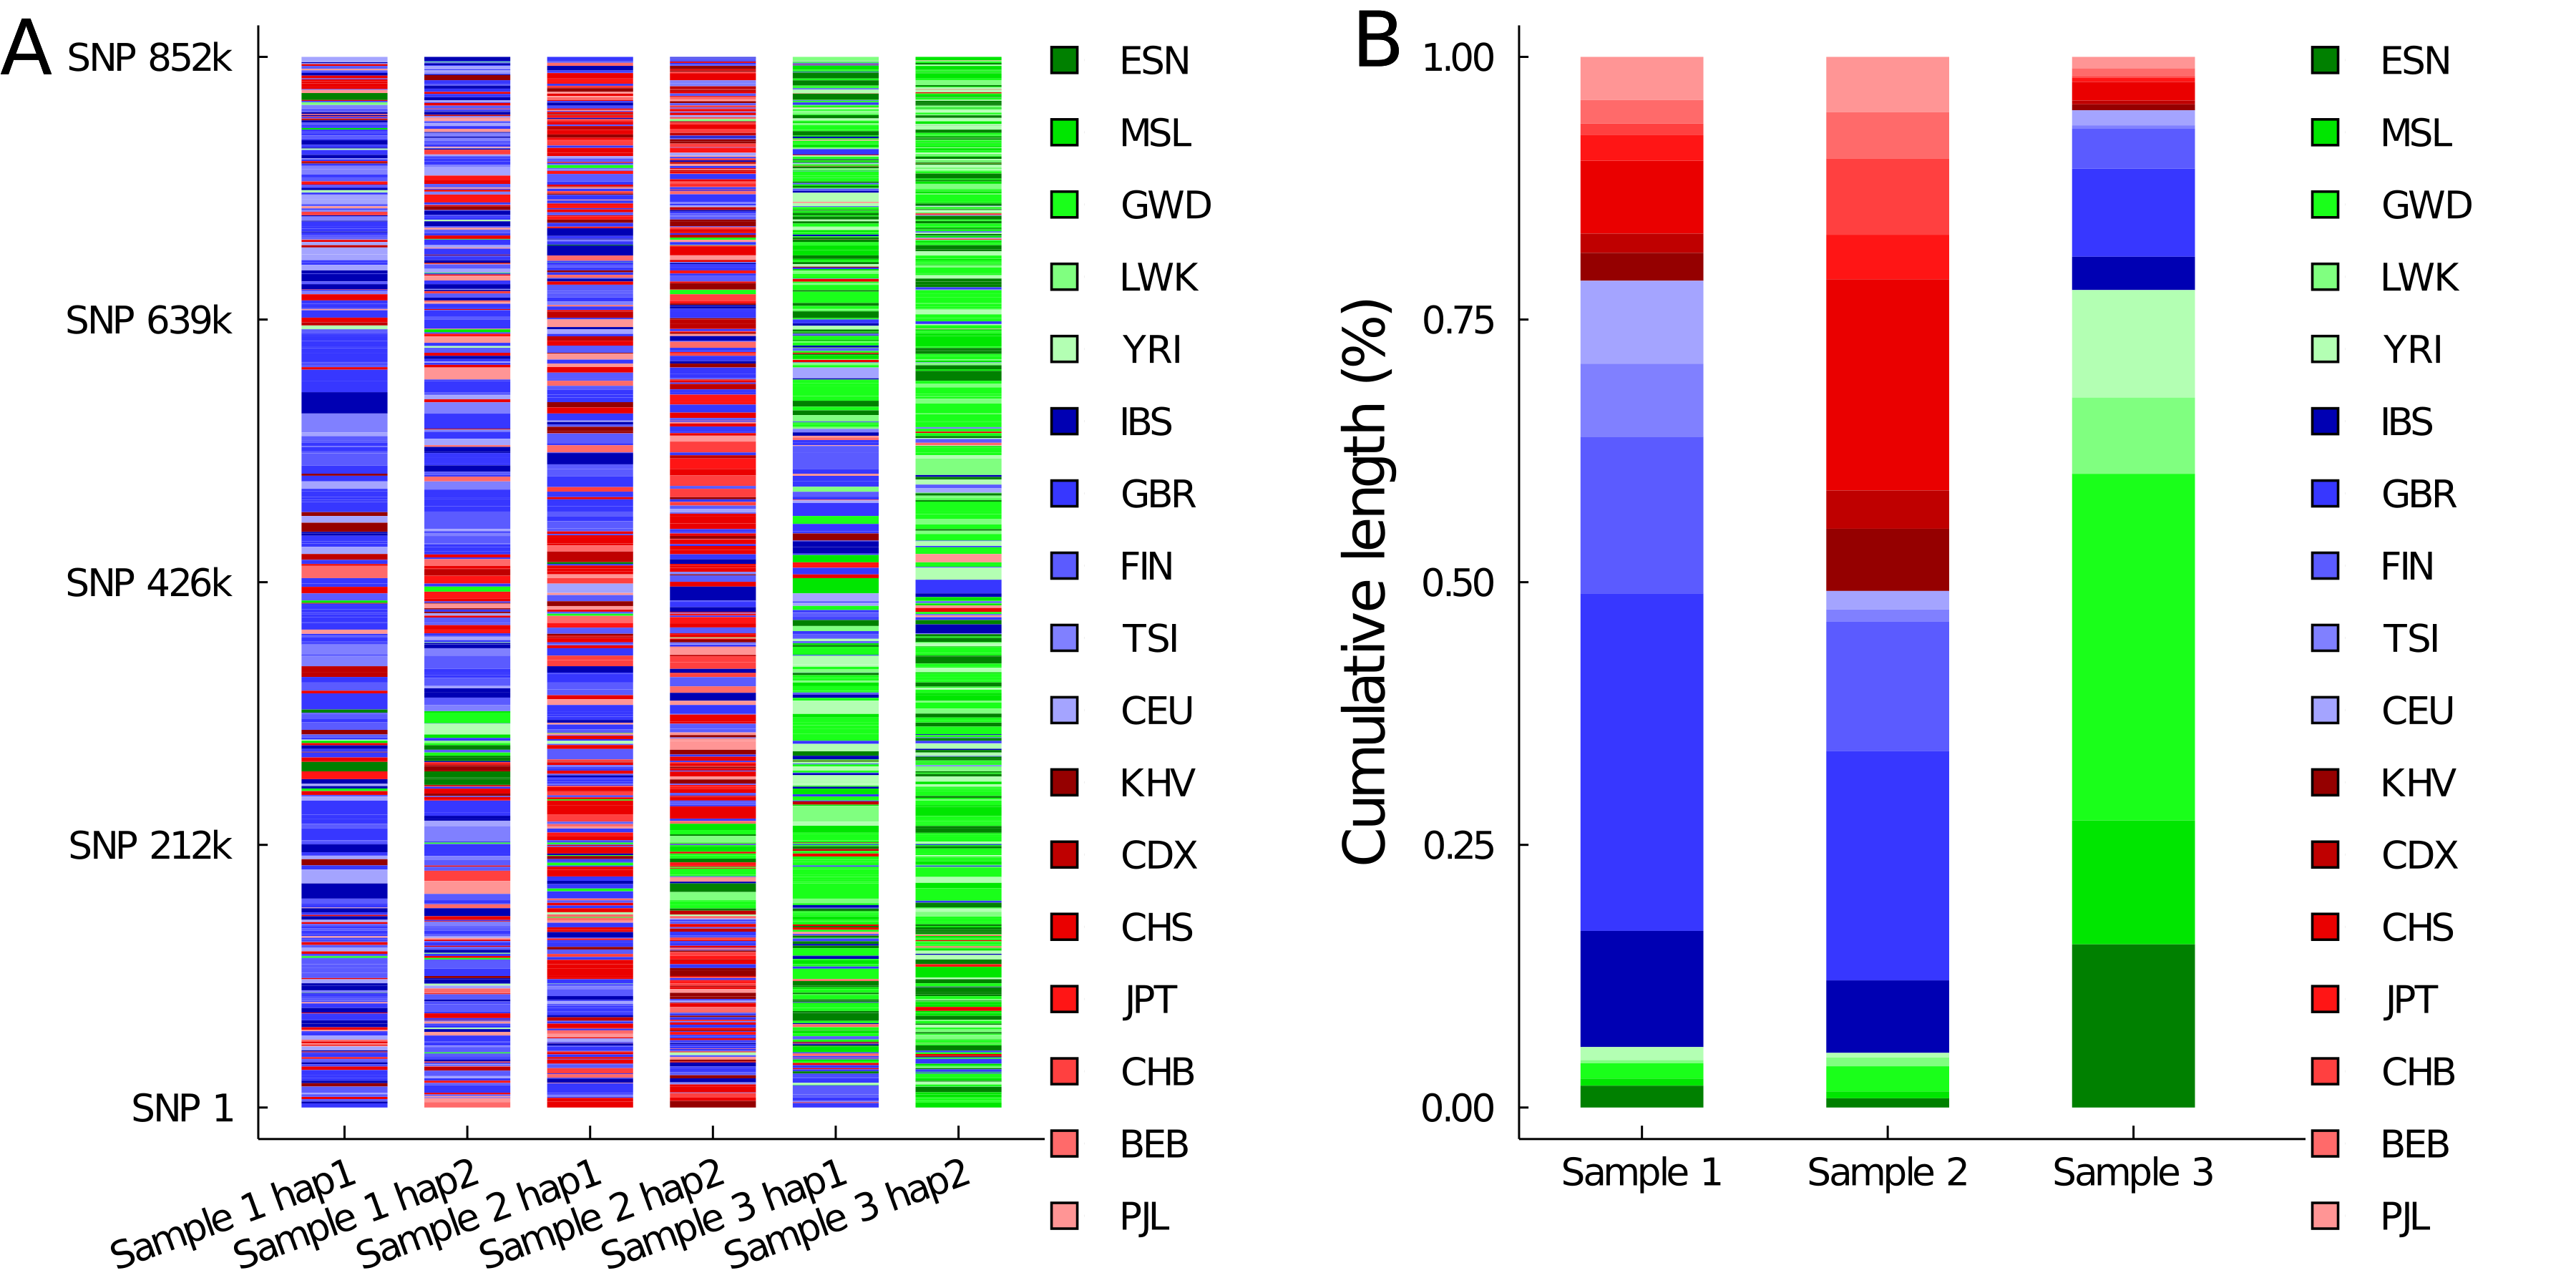 A
SNP 852k
SNP 639k
SNP 426k
SNP 212k
SNP 1
Sample 1 hap1
Sample 1 hap2
Sample 2 hap1
Sample 2 hap2
Sample 3 hap1
Sample 3 hap2
ESN
MSL
GWD
LWK
YRI
IBS
GBR
FIN
TSI
CEU
KHV
CDX
CHS
JPT
CHB
BEB
PJL
B
Cumulative length (%)
1.00
0.75
0.50
0.25
0.00
Sample 1
Sample 2
Sample 3
ESN
MSL
GWD
LWK
YRI
IBS
GBR
FIN
TSI
CEU
KHV
CDX
CHS
JPT
CHB
BEB
PJL